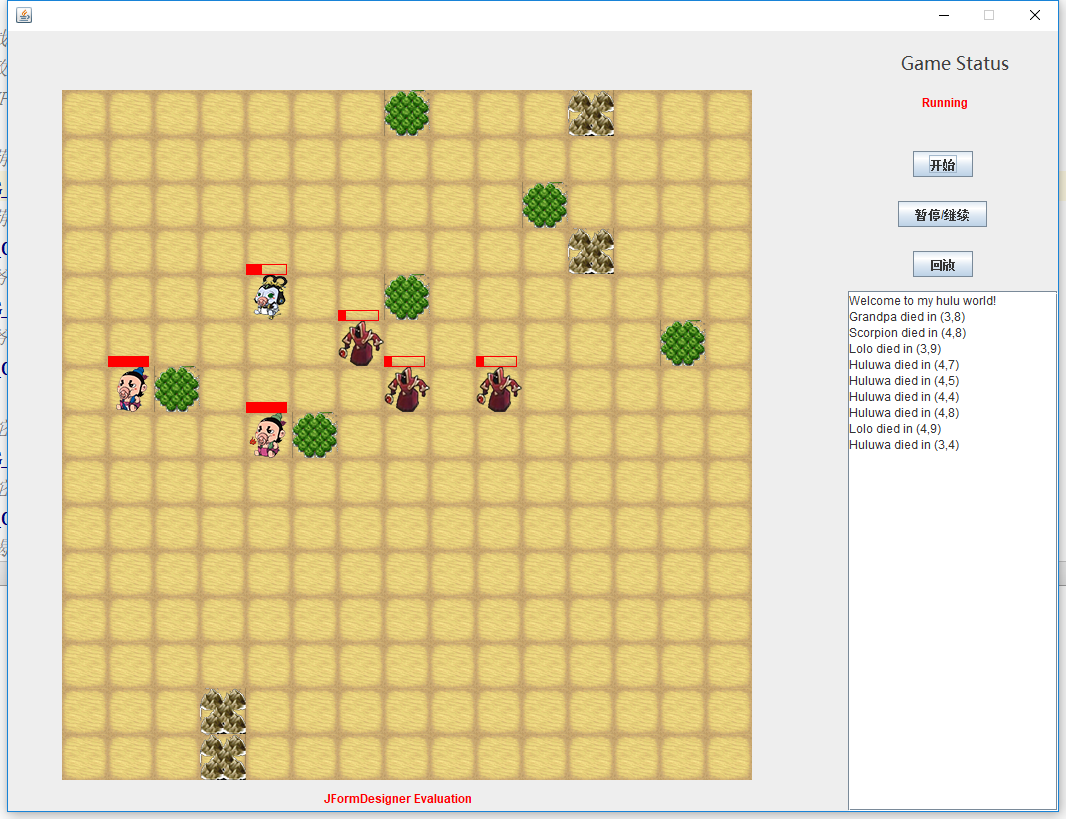 Game Status
Running
开始
暂停/继续
回放
Welcome to my hulu world!
Grandpa died in (3,8)
Scorpion died in (4,8)
Lolo died in (3,9)
Huluwa died in (4,7)
Huluwa died in (4,5)
Huluwa died in (4,4)
Huluwa died in (4,8)
Lolo died in (4,9)
Huluwa died in (3,4)
JFormDesigner Evaluation